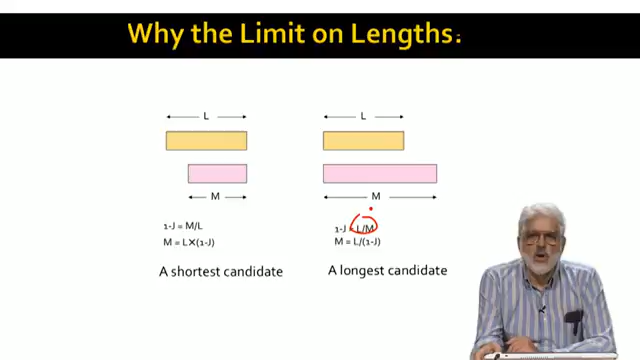 Why the Limit on Lengths:
L
L
M
M
1-J = M/L
M = L×(1-J)
1-J = L/M
M = L/(1-J)
A shortest candidate
A longest candidate